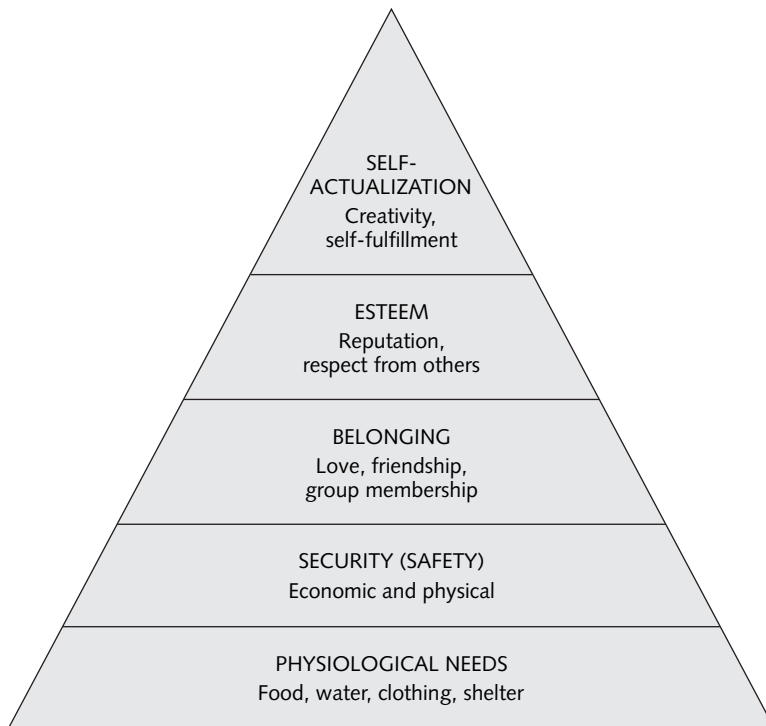 SELF-
ACTUALIZATION
Creativity,
self-fulfillment
ESTEEM
Reputation,
respect from others
BELONGING
Love, friendship,
group membership
SECURITY (SAFETY)
Economic and physical
PHYSIOLOGICAL NEEDS
Food, water, clothing, shelter